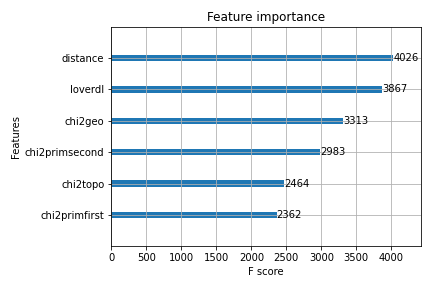 Feature importance
distance 4026
loverdl 3867
chi2geo 3313
chi2primsecond 2983
chi2topo 2464
chi2primfirst 2362
Features
0 500 1000 1500 2000 2500 3000 3500 4000
F score